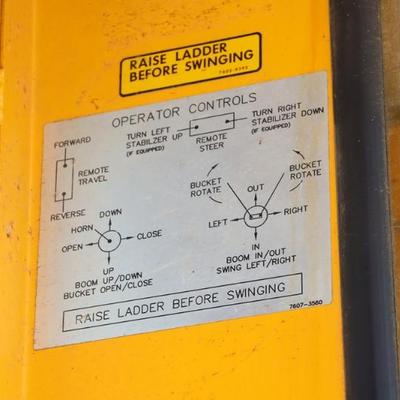 RAISE LADDER
BEFORE SWINGING
OPERATOR CONTROLS
FORWARD
REMOTE
TRAVEL
REVERSE
TURN LEFT
STABILZER UP
(IF EQUIPPED)
REMOTE
STEER
TURN RIGHT
STABILIZER DOWN
(IF EQUIPPED)
DOWN
HORN
OPEN
CLOSE
UP
BOOM UP/DOWN
BUCKET OPEN/CLOSE
BUCKET
ROTATE
OUT
BUCKET
ROTATE
LEFT
RIGHT
IN
BOOM IN/OUT
SWING LEFT/RIGHT
RAISE LADDER BEFORE SWINGING
7607-3560